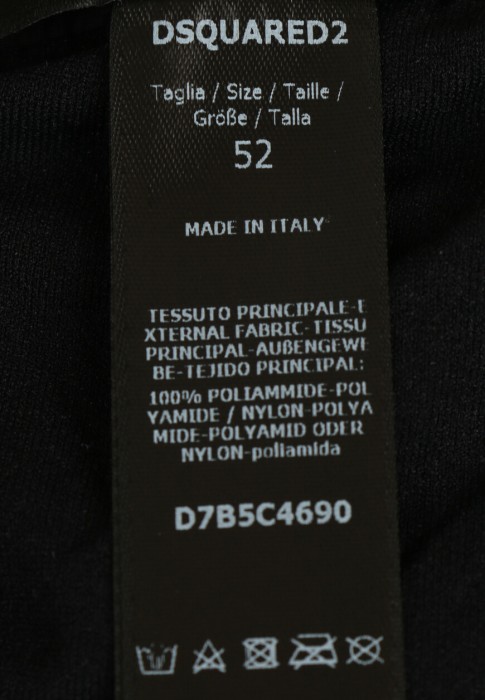 DSQUARED2
Taglia / Size / Taille /
Größe / Talla
52
MADE IN ITALY
TESSUTO PRINCIPALE-E
XTERNAL FABRIC-TISSU
PRINCIPAL-AUßENGEWE
BE-TEJIDO PRINCIPAL:
100% POLIAMMIDE-POL
YAMIDE / NYLON-POLYA
MIDE-POLYAMID ODER
NYLON-poliamida
D7B5C4690